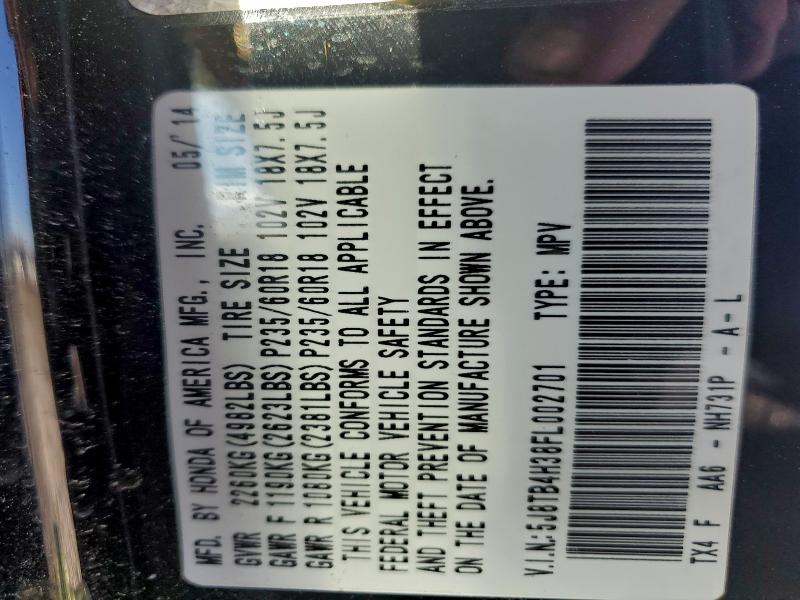 MFD. BY HONDA OF AMERICA MFG., INC. 05/'14
GVWR 2260KG(4982LBS) TIRE SIZE RIM SIZE
GAWR F 1190KG(2623LBS) P235/60R18 102V 18X7.5J
GAWR R 1080KG(2381LBS) P235/60R18 102V 18X7.5J
THIS VEHICLE CONFORMS TO ALL APPLICABLE
FEDERAL MOTOR VEHICLE SAFETY
AND THEFT PREVENTION STANDARDS IN EFFECT
ON THE DATE OF MANUFACTURE SHOWN ABOVE.
V.I.N.:5J8TB4H38FL002701 TYPE: MPV
TX4 F AA6 - NH731P - A - L